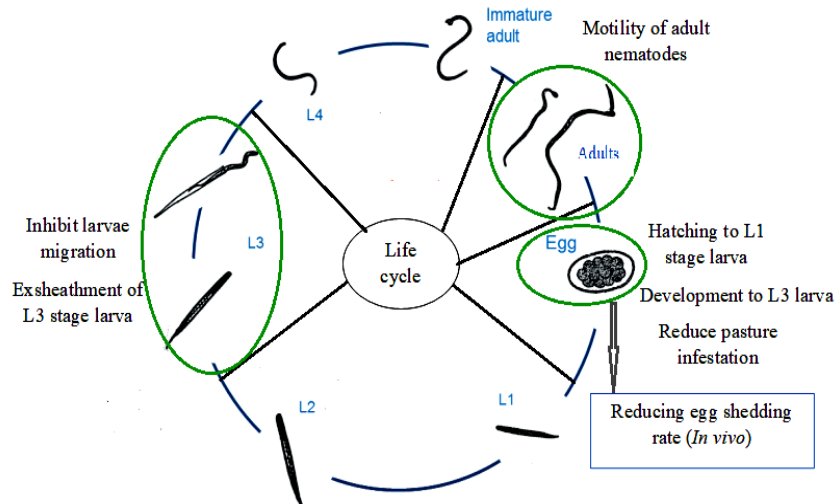 Immature
adult
Motility of adult
nematodes
L4
Adults
Inhibit larvae
migration
L3
Exsheathment of
L3 stage larva
Life
cycle
Egg
Hatching to L1
stage larva
Development to L3 larva
Reduce pasture
infestation
L2
L1
Reducing egg shedding
rate (In vivo)